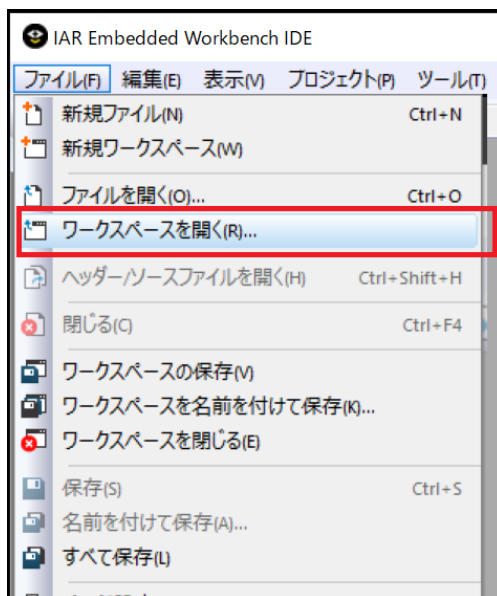 IAR Embedded Workbench IDE
ファイル(F) 編集(E) 表示(V) プロジェクト(P) ツール(T)
新規ファイル(N) Ctrl+N
新規ワークスペース(W)
ファイルを開く(O)... Ctrl+O
ワークスペースを開く(R)...
ヘッダー/ソースファイルを開く(H) Ctrl+Shift+H
閉じる(C) Ctrl+F4
ワークスペースの保存(V)
ワークスペースを名前を付けて保存(K)...
ワークスペースを閉じる(E)
保存(S) Ctrl+S
名前を付けて保存(A)...
すべて保存(L)